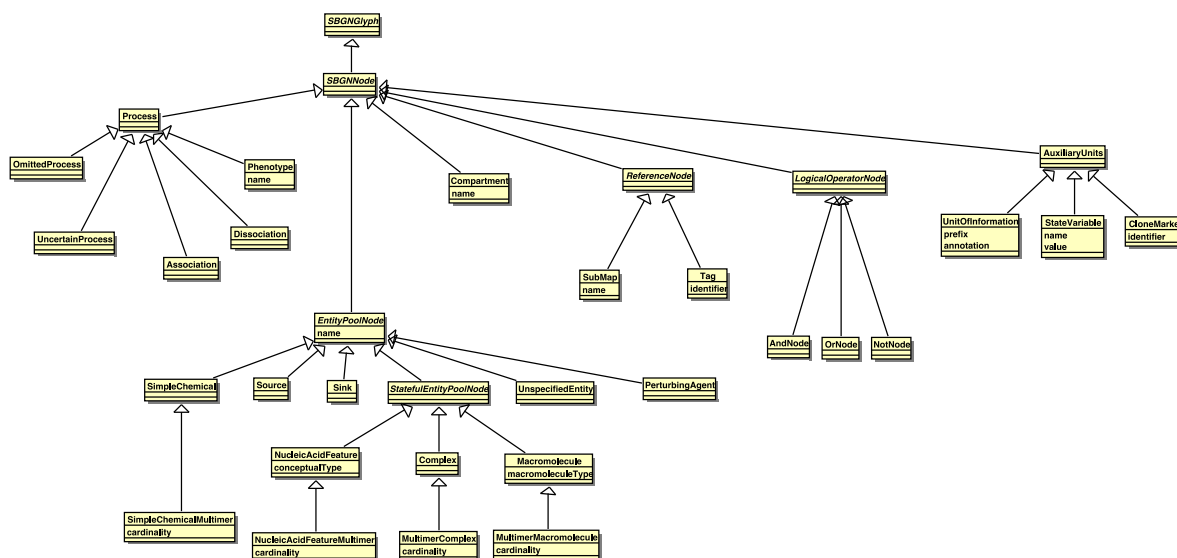 SBGNGlyph
SBGNNode
Process
AuxiliaryUnits
OmittedProcess
Phenotype
name
Compartment
name
ReferenceNode
LogicalOperatorNode
UncertainProcess
Dissociation
Association
UnitOfInformation
prefix
annotation
StateVariable
name
value
CloneMarker
identifier
SubMap
name
Tag
identifier
EntityPoolNode
name
AndNode
OrNode
NotNode
SimpleChemical
Source
Sink
StatefulEntityPoolNode
UnspecifiedEntity
PerturbingAgent
NucleicAcidFeature
conceptualType
Complex
Macromolecule
macromoleculeType
SimpleChemicalMultimer
cardinality
NucleicAcidFeatureMultimer
cardinality
MultimerComplex
cardinality
MultimerMacromolecule
cardinality